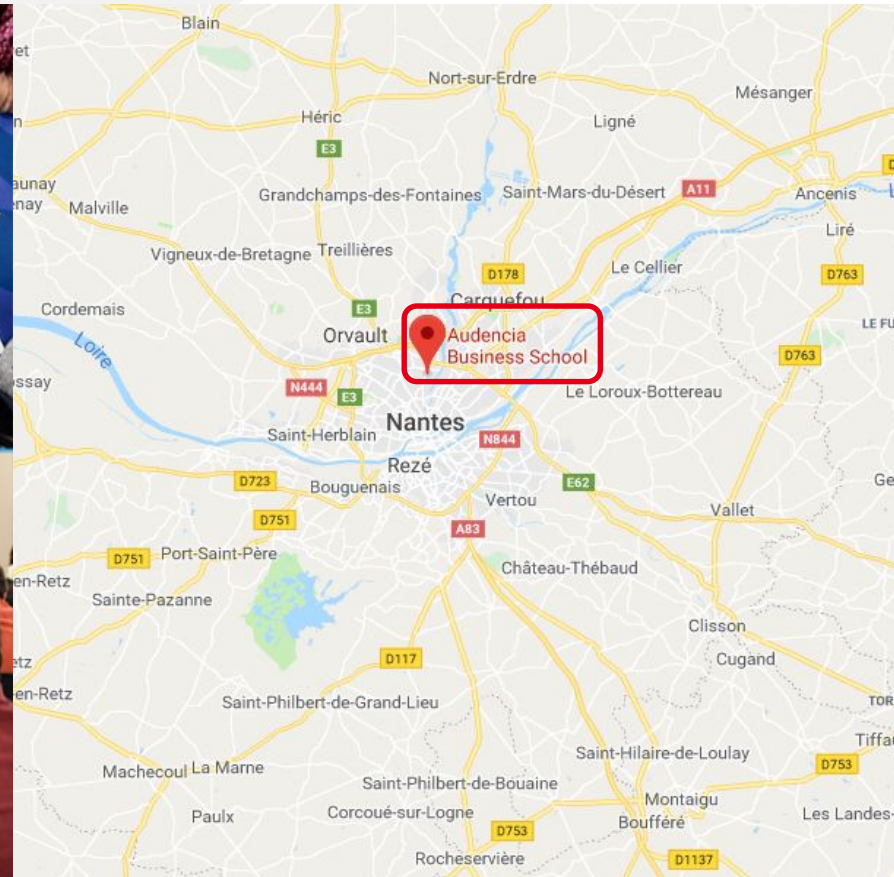 Blain
et
Nort-sur-Erdre
Mésanger
Héric
Ligné
E3
aunay
nay
Malville
Grandchamps-des-Fontaines
Saint-Mars-du-Désert
A11
Ancenis
Liré
Vigneux-de-Bretagne
Treillières
D178
Le Cellier
D763
Cordemais
E3
Carquefou
Orvault
Audencia
Business School
LE FU
Loire
D763
ossay
N444
E3
Le Loroux-Bottereau
Nantes
Saint-Herblain
N844
Rezé
D723
Bouguenais
E62
Ge
Vertou
Vallet
D751
A83
D751
Port-Saint-Père
Château-Thébaud
en-Retz
Sainte-Pazanne
Clisson
etz
D117
Cugand
en-Retz
Saint-Philbert-de-Grand-Lieu
TOR
Tiffau
Saint-Hilaire-de-Loulay
D753
Machecoul
La Marne
Saint-Philbert-de-Bouaine
Montaigu
Paulx
Corcoué-sur-Logne
Boufféré
Les Landes-
D753
Rocheservière
D1137